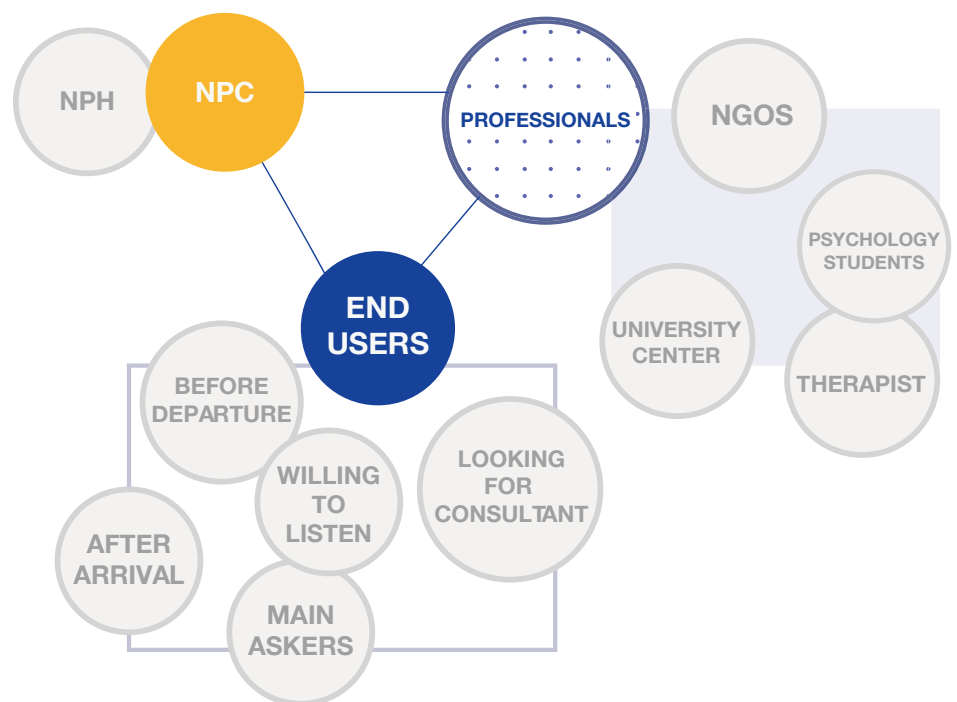 NPH
NPC
PROFESSIONALS
NGOS
PSYCHOLOGY
STUDENTS
UNIVERSITY
CENTER
THERAPIST
END
USERS
BEFORE
DEPARTURE
WILLING
TO
LISTEN
LOOKING
FOR
CONSULTANT
AFTER
ARRIVAL
MAIN
ASKERS